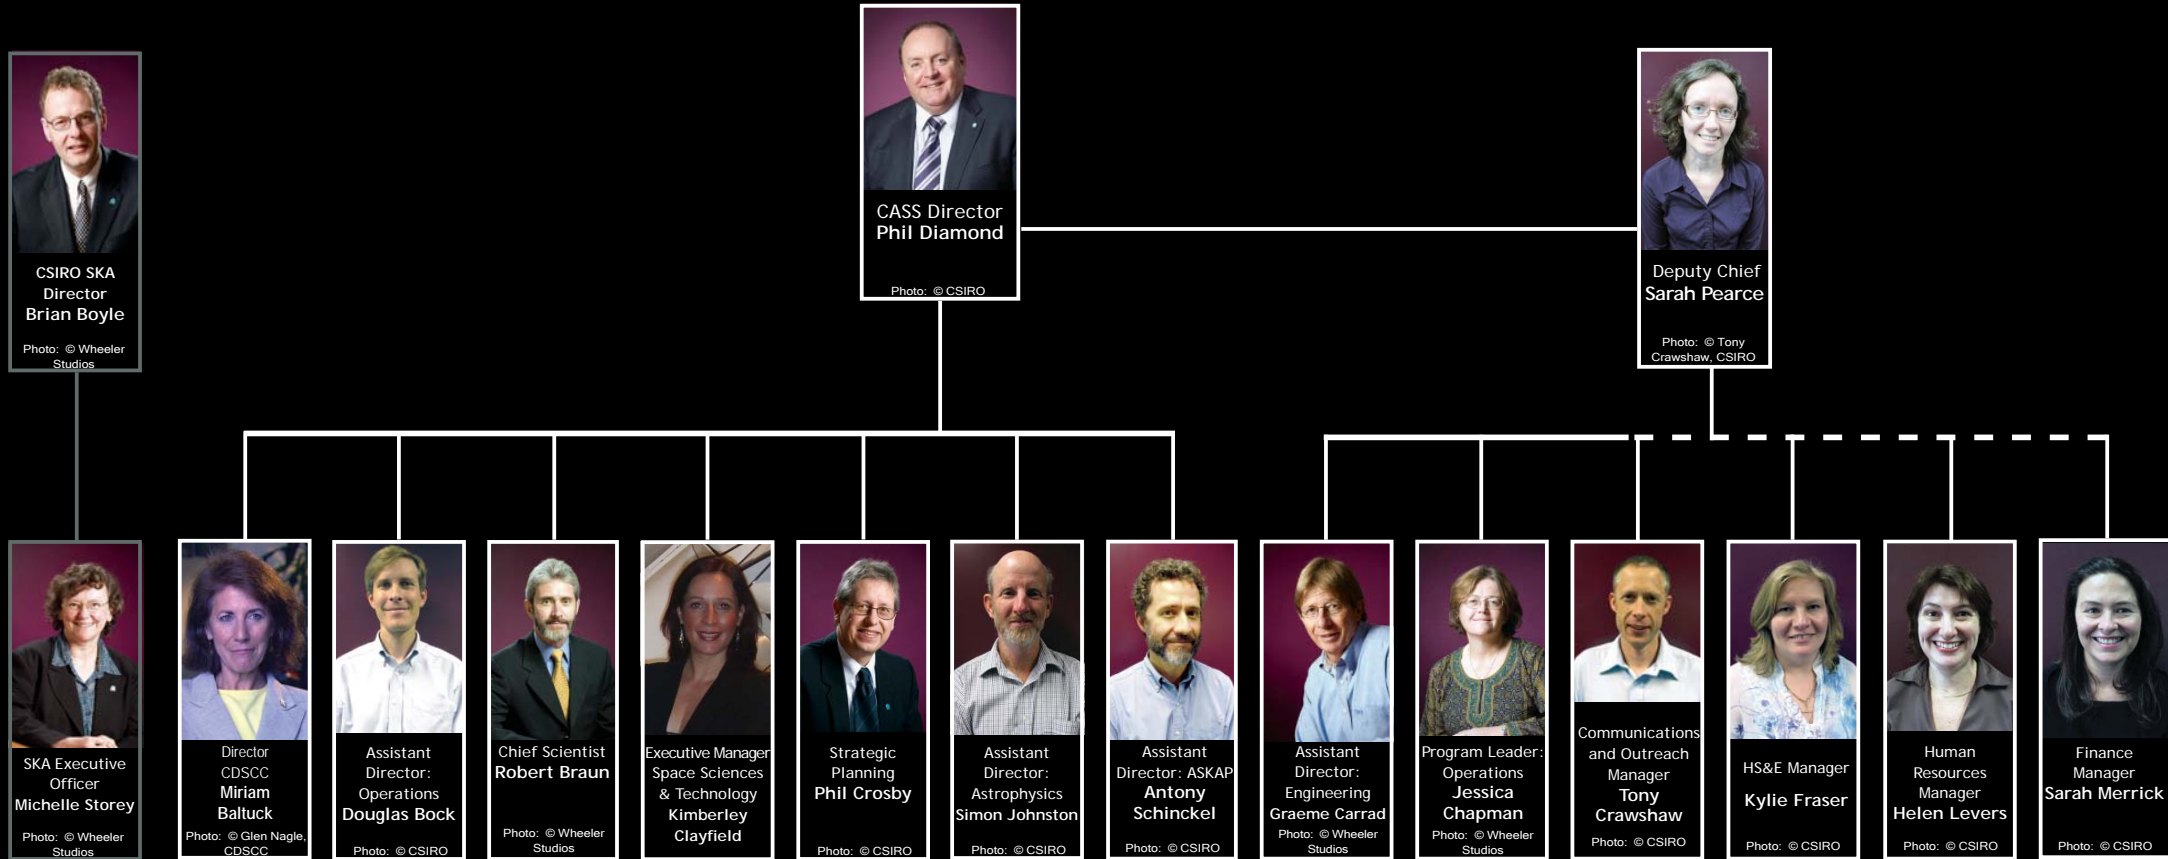 CSIRO SKA
Director
Brian Boyle
Photo: © Wheeler
Studios
CASS Director
Phil Diamond
Photo: © CSIRO
Deputy Chief
Sarah Pearce
Photo: © Tony
Crawshaw, CSIRO
SKA Executive
Officer
Michelle Storey
Photo: © Wheeler
Studios
Director
CDSCC
Miriam
Baltuck
Photo: © Glen Nagle,
CDSCC
Assistant
Director:
Operations
Douglas Bock
Photo: © CSIRO
Chief Scientist
Robert Braun
Photo: © Wheeler
Studios
Executive Manager
Space Sciences
& Technology
Kimberley
Clayfield
Strategic
Planning
Phil Crosby
Photo: © CSIRO
Assistant
Director:
Astrophysics
Simon Johnston
Photo: © CSIRO
Assistant
Director: ASKAP
Antony
Schinckel
Photo: © CSIRO
Assistant
Director:
Engineering
Graeme Carrad
Photo: © Wheeler
Studios
Program Leader:
Operations
Jessica
Chapman
Photo: © Wheeler
Studios
Communications
and Outreach
Manager
Tony
Crawshaw
Photo: © CSIRO
HS&E Manager
Kylie Fraser
Photo: © CSIRO
Human
Resources
Manager
Helen Levers
Photo: © CSIRO
Finance
Manager
Sarah Merrick
Photo: © CSIRO